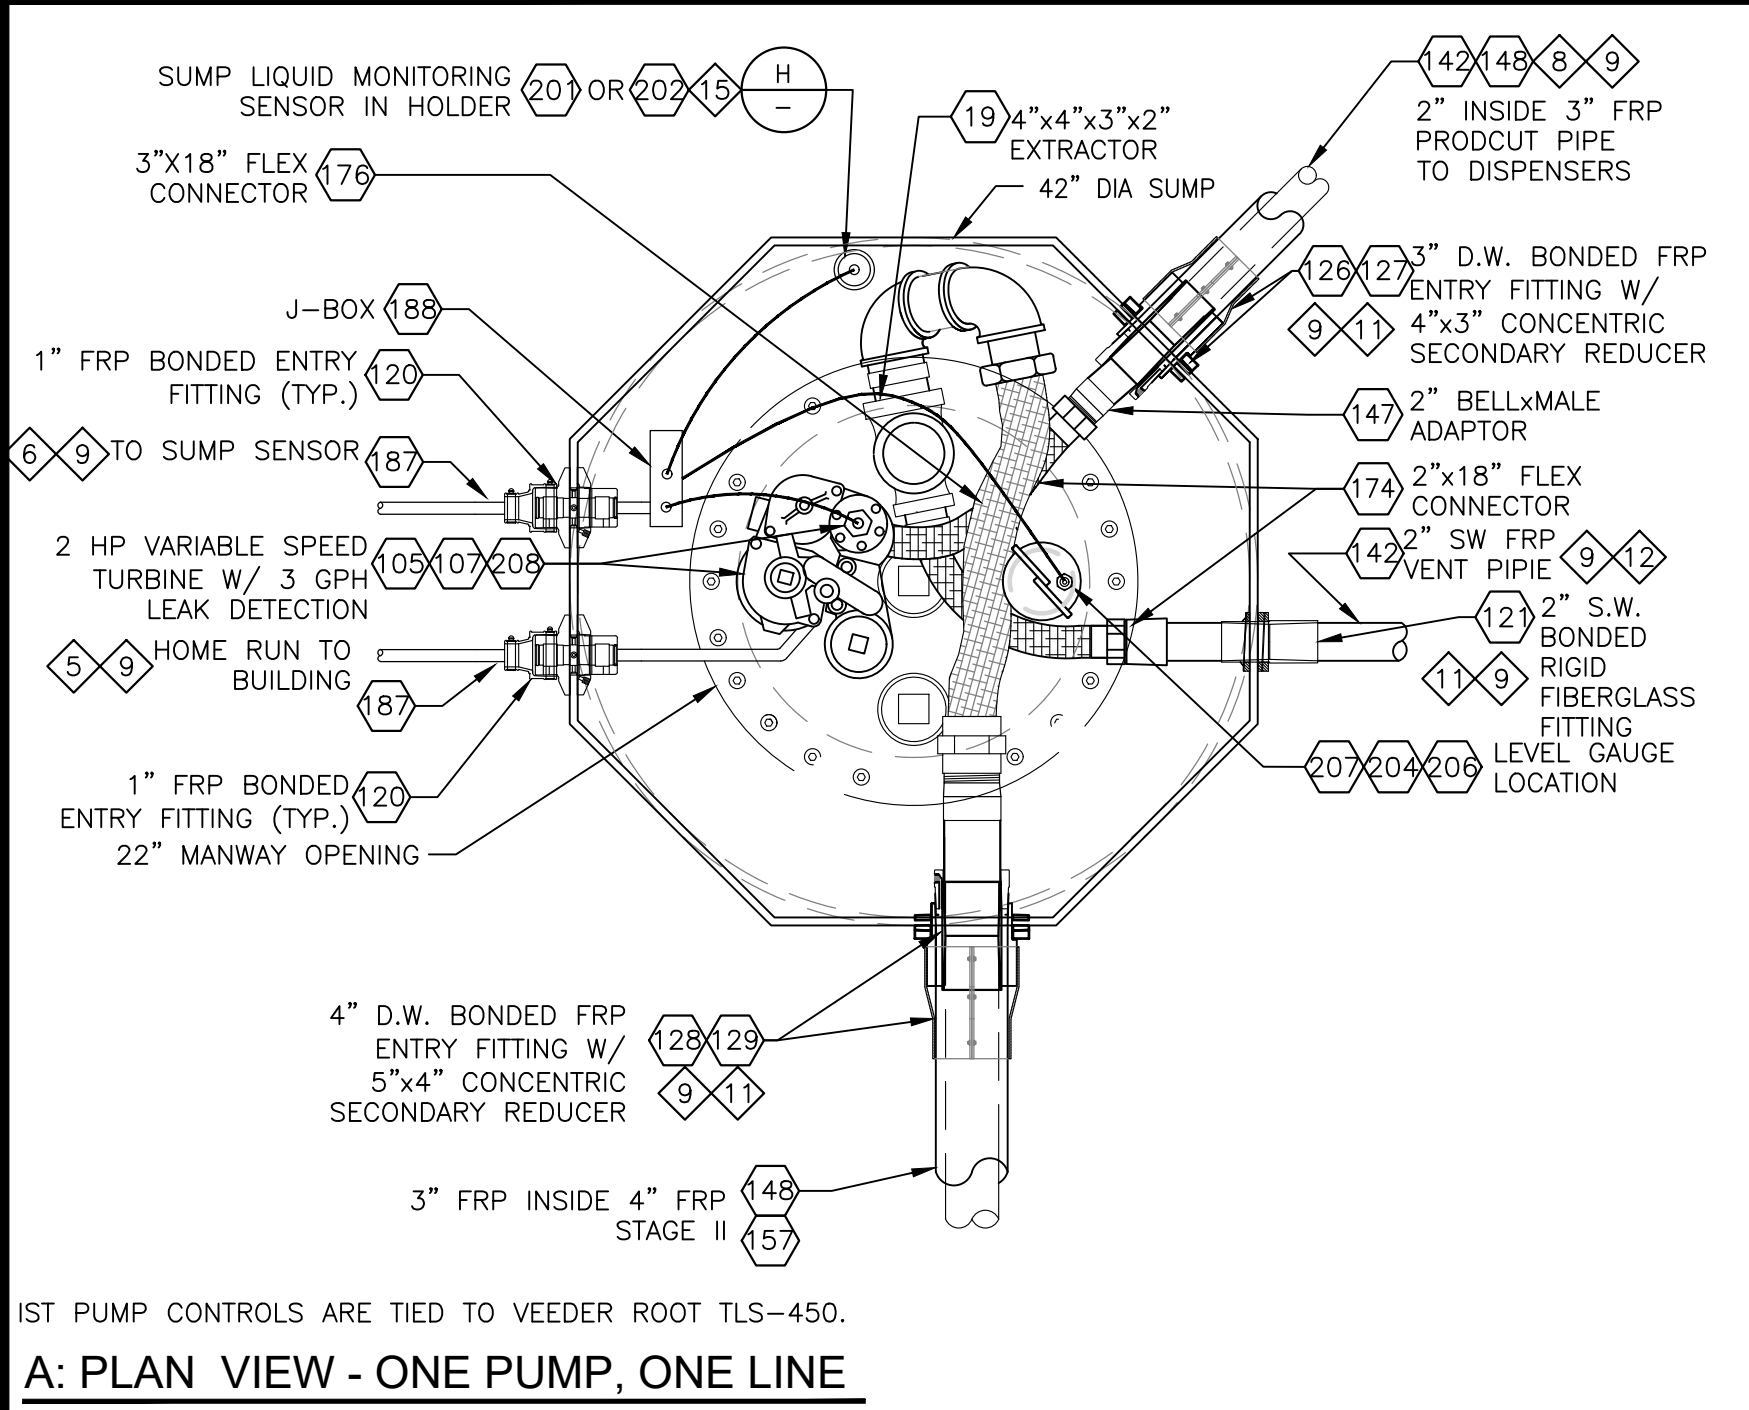 SUMP LIQUID MONITORING
SENSOR IN HOLDER
201 OR 202 15
H
–
3”X18” FLEX
CONNECTOR
176
J–BOX 188
1” FRP BONDED ENTRY
FITTING (TYP.)
120
6 9 TO SUMP SENSOR 187
2 HP VARIABLE SPEED
TURBINE W/ 3 GPH
LEAK DETECTION
105 107 208
5 9
HOME RUN TO
BUILDING
187
1” FRP BONDED
ENTRY FITTING (TYP.)
120
22” MANWAY OPENING
19
4”x4”x3”x2”
EXTRACTOR
42” DIA SUMP
142 148 8 9
2” INSIDE 3” FRP
PRODCUT PIPE
TO DISPENSERS
126 127
9 11
3” D.W. BONDED FRP
ENTRY FITTING W/
4”x3” CONCENTRIC
SECONDARY REDUCER
147
2” BELLxMALE
ADAPTOR
174
2”x18” FLEX
CONNECTOR
142
2” SW FRP
VENT PIPIE
9 12
121
11 9
2” S.W.
BONDED
RIGID
FIBERGLASS
FITTING
207 204 206
LEVEL GAUGE
LOCATION
4” D.W. BONDED FRP
ENTRY FITTING W/
5”x4” CONCENTRIC
SECONDARY REDUCER
128 129
9 11
3” FRP INSIDE 4” FRP
STAGE II
148
157
IST PUMP CONTROLS ARE TIED TO VEEDER ROOT TLS–450.
A: PLAN VIEW - ONE PUMP, ONE LINE